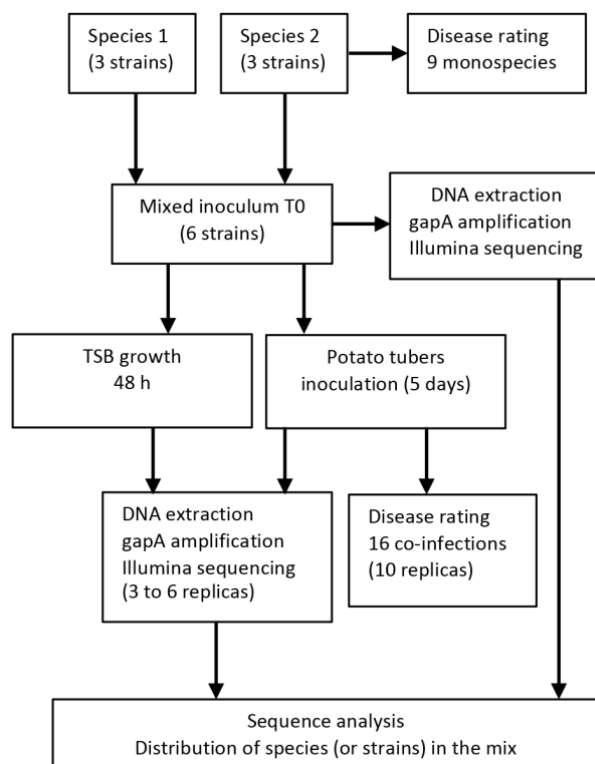 Species 1
(3 strains)
Species 2
(3 strains)
Disease rating
9 monospecies
Mixed inoculum T0
(6 strains)
DNA extraction
gapA amplification
Illumina sequencing
TSB growth
48 h
Potato tubers
inoculation (5 days)
DNA extraction
gapA amplification
Illumina sequencing
(3 to 6 replicas)
Disease rating
16 co-infections
(10 replicas)
Sequence analysis
Distribution of species (or strains) in the mix